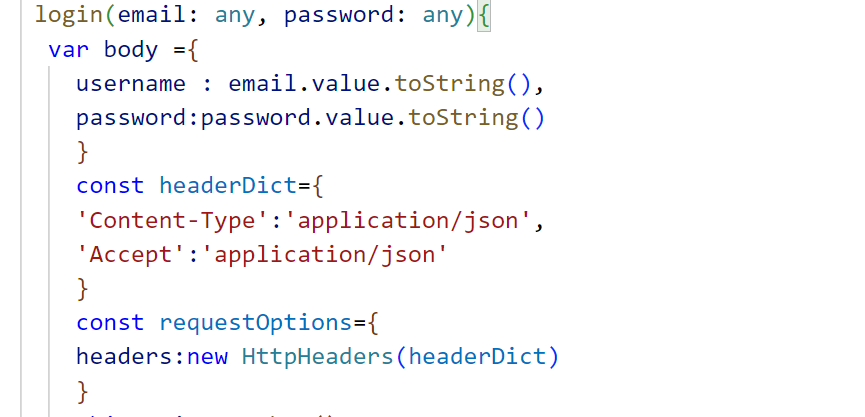 login(email: any, password: any){
var body ={
username : email.value.toString(),
password:password.value.toString()
}
const headerDict={
'Content-Type':'application/json',
'Accept':'application/json'
}
const requestOptions={
headers:new HttpHeaders(headerDict)
}